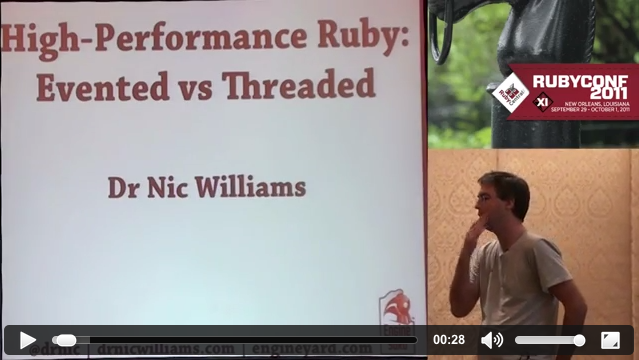 High-Performance Ruby:
Evented vs Threaded
Dr Nic Williams
@drnic drnicwilliams.com engineyard.com
RUBYCONF
2011
XI
NEW ORLEANS, LOUISIANA
SEPTEMBER 29 - OCTOBER 1, 2011
00:28